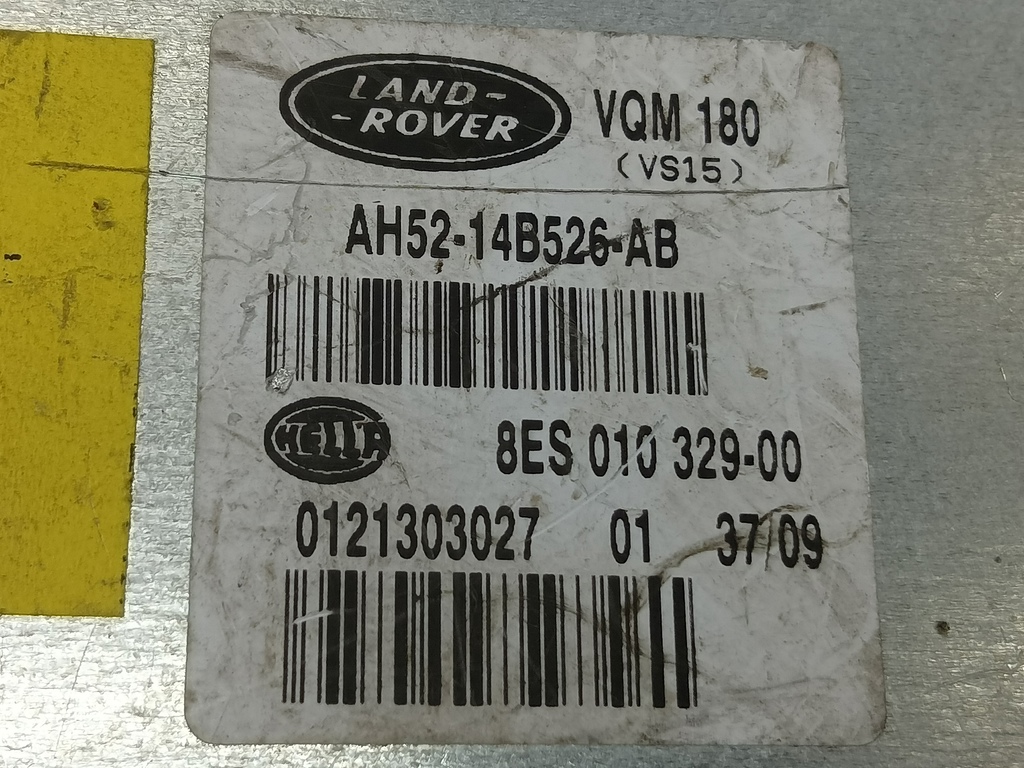 LAND-
-ROVER
VQM 180
(VS15)
AH52-14B526-AB
HELLA
8ES 010 329-00
0121303027 01 37/09